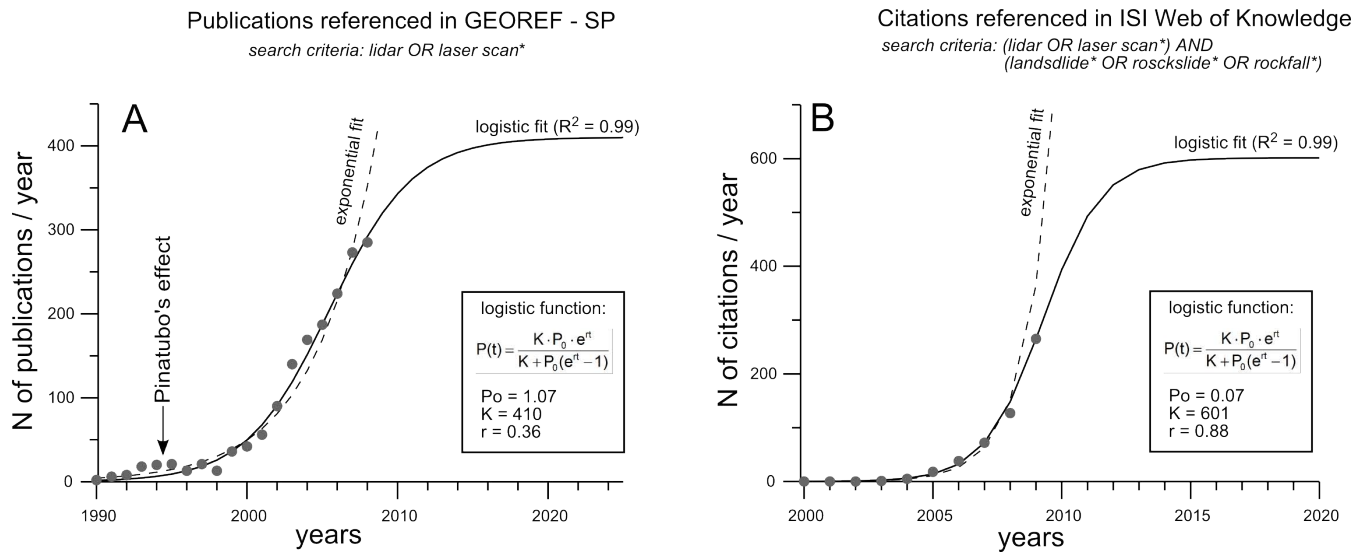 Publications referenced in GEOREF - SP
search criteria: lidar OR laser scan*
A
logistic fit (R² = 0.99)
exponential fit
Pinatubo's effect
N of publications / year
400
300
200
100
0
1990
2000
2010
2020
years
logistic function:
P(t) = K·P₀·eʳᵗ / K+P₀(eʳᵗ−1)
Po = 1.07
K = 410
r = 0.36
Citations referenced in ISI Web of Knowledge
search criteria: (lidar OR laser scan*) AND
(landsdlide* OR rosckslide* OR rockfall*)
B
logistic fit (R² = 0.99)
exponential fit
N of citations / year
600
400
200
0
2000
2005
2010
2015
2020
years
logistic function:
P(t) = K·P₀·eʳᵗ / K+P₀(eʳᵗ−1)
Po = 0.07
K = 601
r = 0.88